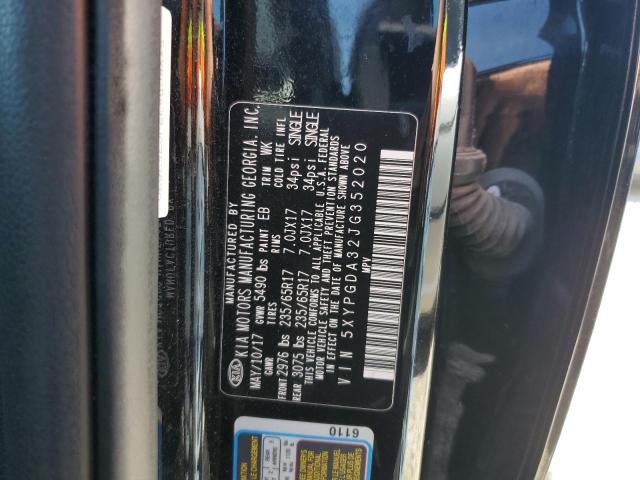 MANUFACTURED BY
KIA KIA MOTORS MANUFACTURING GEORGIA, INC.
MAY/10/17 GVWR 5490 lbs PAINT EB TRIM WK
GAWR TIRES RIMS COLD TIRE INFL
FRONT 2976 lbs 235/65R17 7.0JX17 34psi SINGLE
REAR 3075 lbs 235/65R17 7.0JX17 34psi SINGLE
THIS VEHICLE CONFORMS TO ALL APPLICABLE U.S.A. FEDERAL
MOTOR VEHICLE SAFETY AND THEFT PREVENTION STANDARDS
IN EFFECT ON THE DATE OF MANUFACTURE SHOWN ABOVE
VIN 5XYPGDA32JG352020
MPV
6110